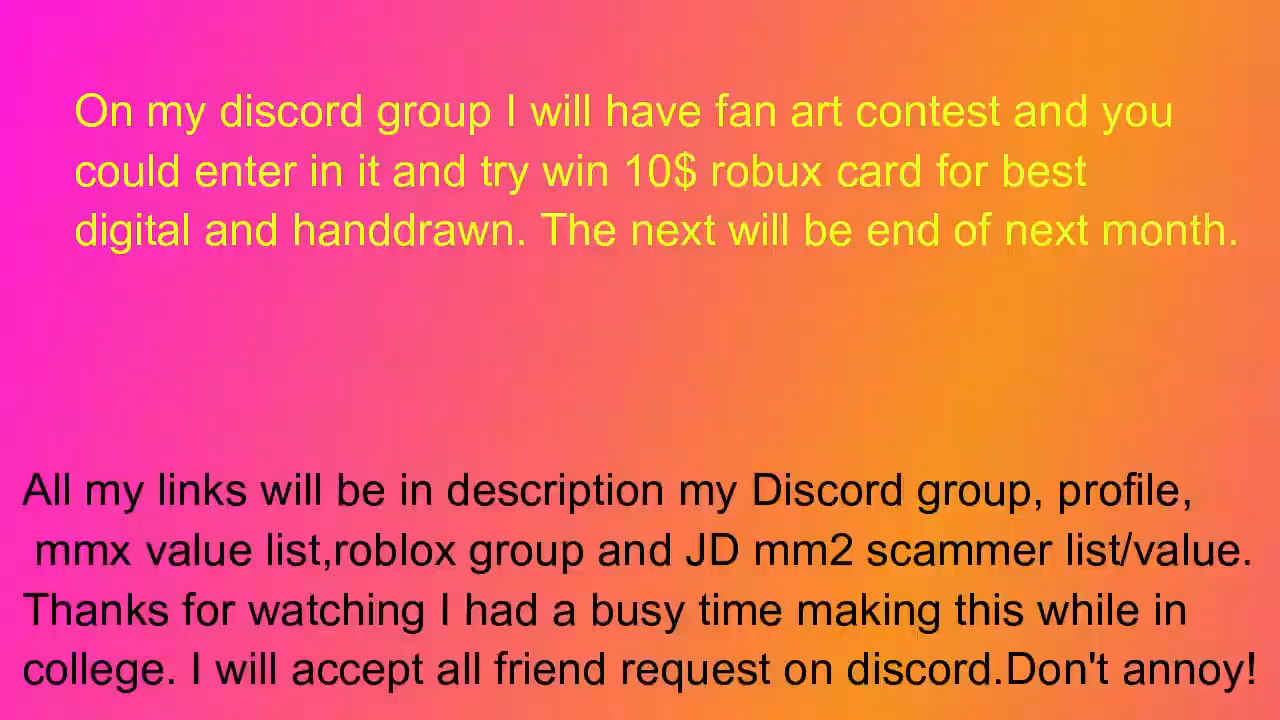 On my discord group I will have fan art contest and you
could enter in it and try win 10$ robux card for best
digital and handdrawn. The next will be end of next month.
All my links will be in description my Discord group, profile,
mmx value list,roblox group and JD mm2 scammer list/value.
Thanks for watching I had a busy time making this while in
college. I will accept all friend request on discord.Don't annoy!